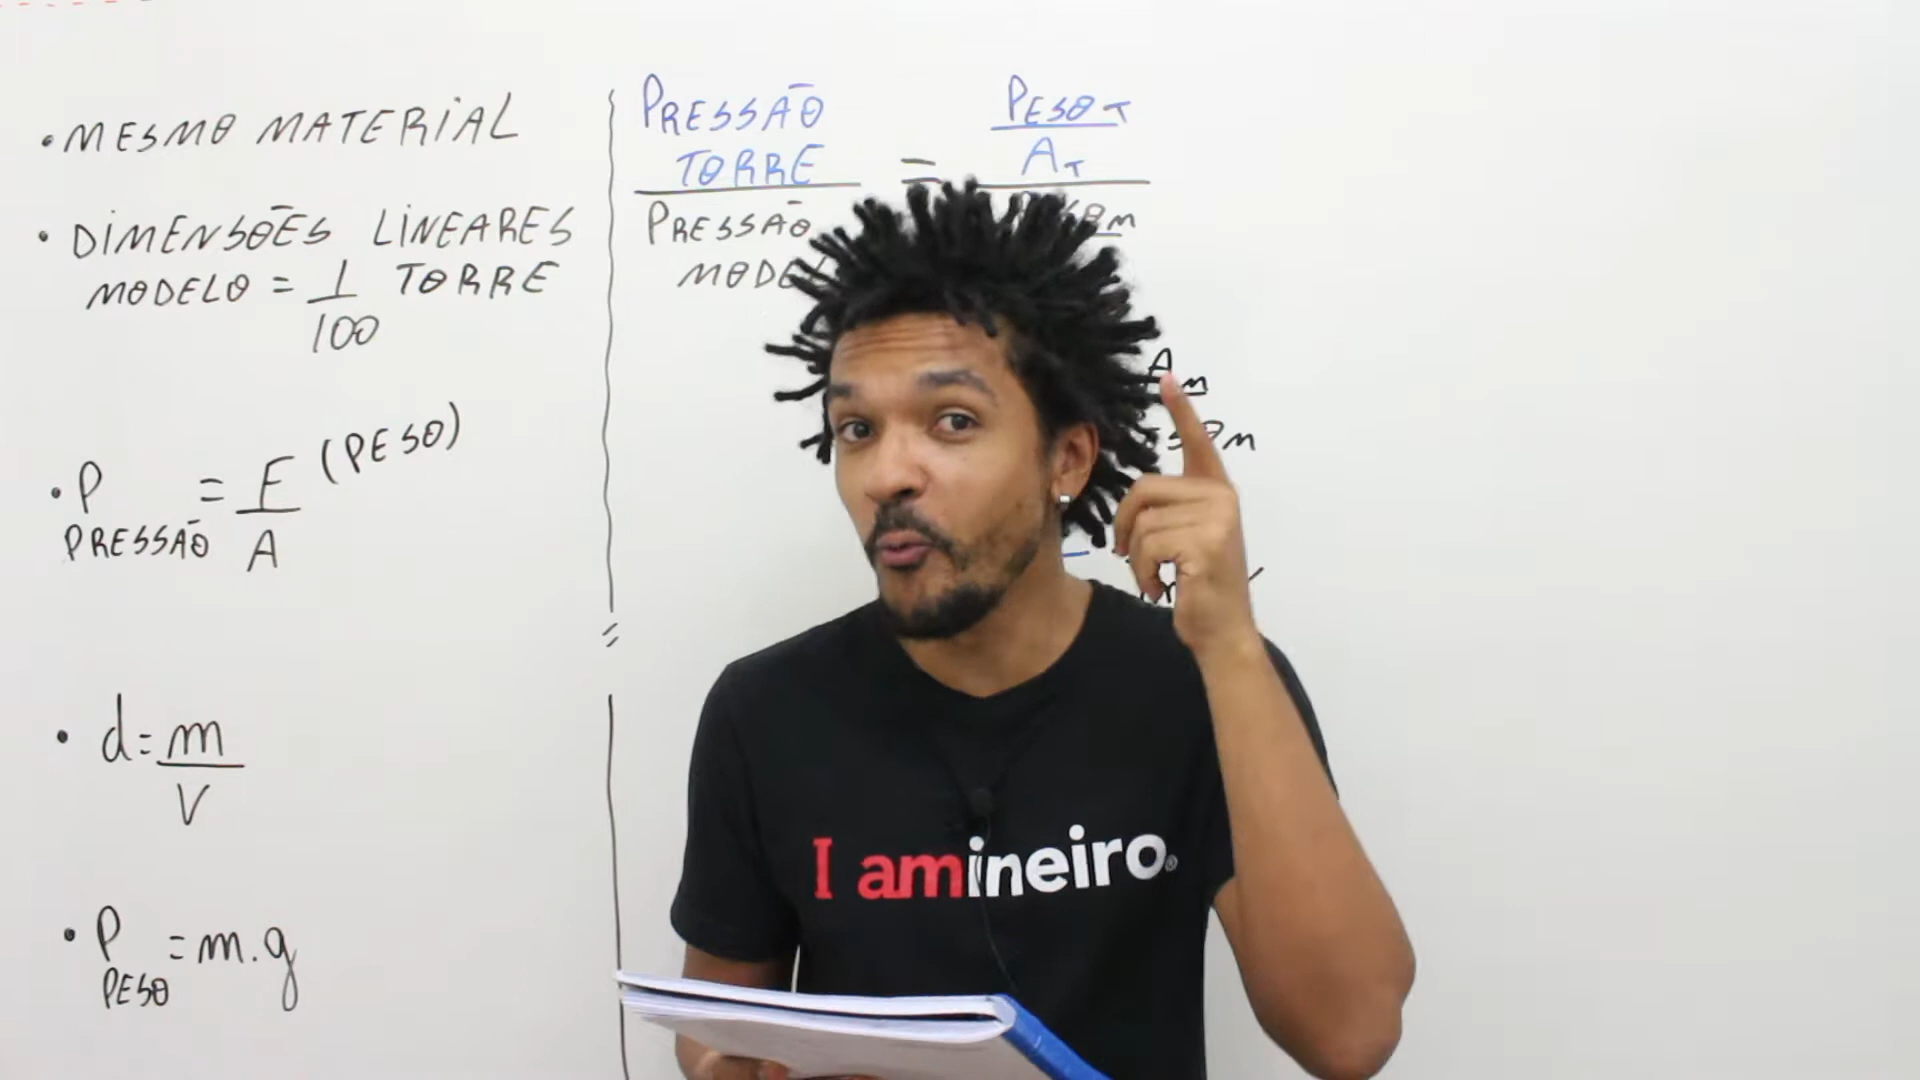 • MESMO MATERIAL
• DIMENSÕES LINEARES
MODELO = 1 TORRE
100
• P = F (PESO)
PRESSÃO A
• d = m
V
• P = m.g
PESO
PRESSÃO
TORRE
=
PESO T
A T
PRESSÃO
A m
I amineiro.